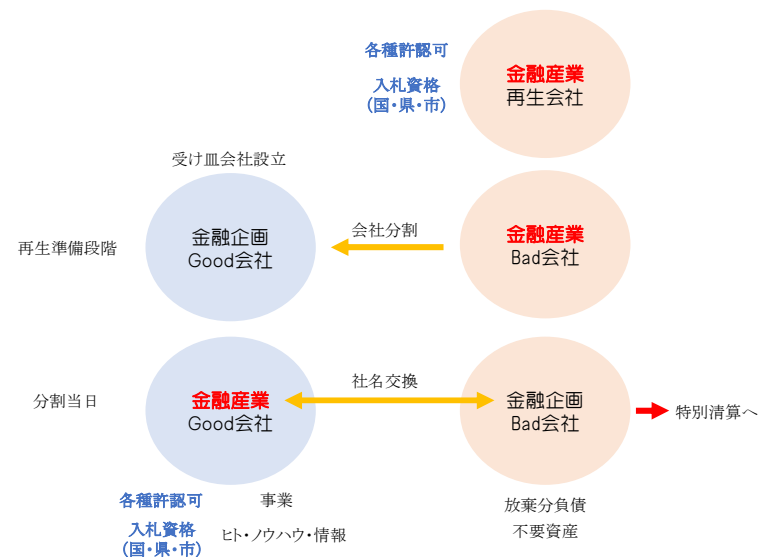 各種許認可
入札資格
(国・県・市)
金融産業
再生会社
受け皿会社設立
再生準備段階
金融企画
Good会社
会社分割
金融産業
Bad会社
分割当日
金融産業
Good会社
社名交換
金融企画
Bad会社
特別清算へ
各種許認可
事業
入札資格
(国・県・市)
ヒト・ノウハウ・情報
放棄分負債
不要資産